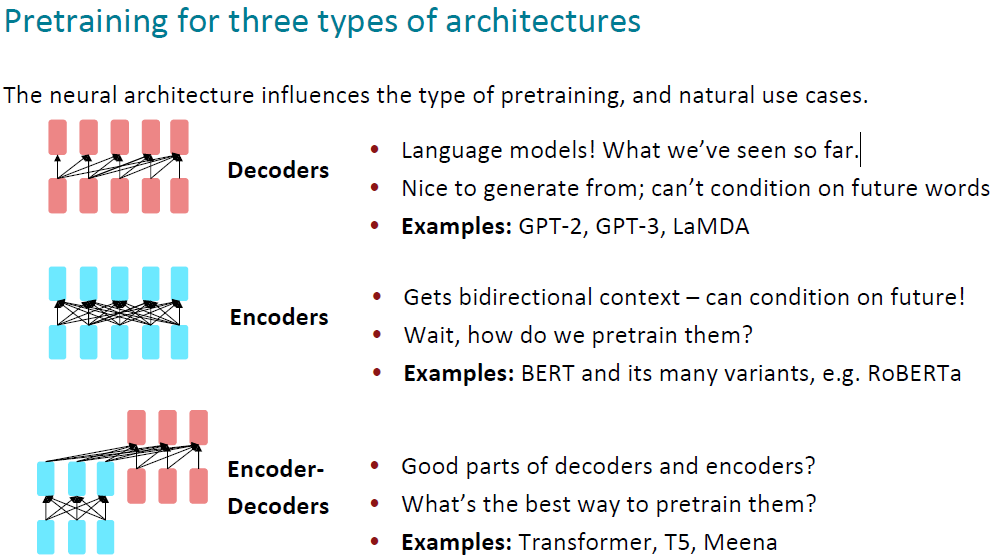 Pretraining for three types of architectures
The neural architecture influences the type of pretraining, and natural use cases.
Decoders
• Language models! What we’ve seen so far.
• Nice to generate from; can’t condition on future words
• Examples: GPT-2, GPT-3, LaMDA
Encoders
• Gets bidirectional context – can condition on future!
• Wait, how do we pretrain them?
• Examples: BERT and its many variants, e.g. RoBERTa
Encoder-
Decoders
• Good parts of decoders and encoders?
• What’s the best way to pretrain them?
• Examples: Transformer, T5, Meena